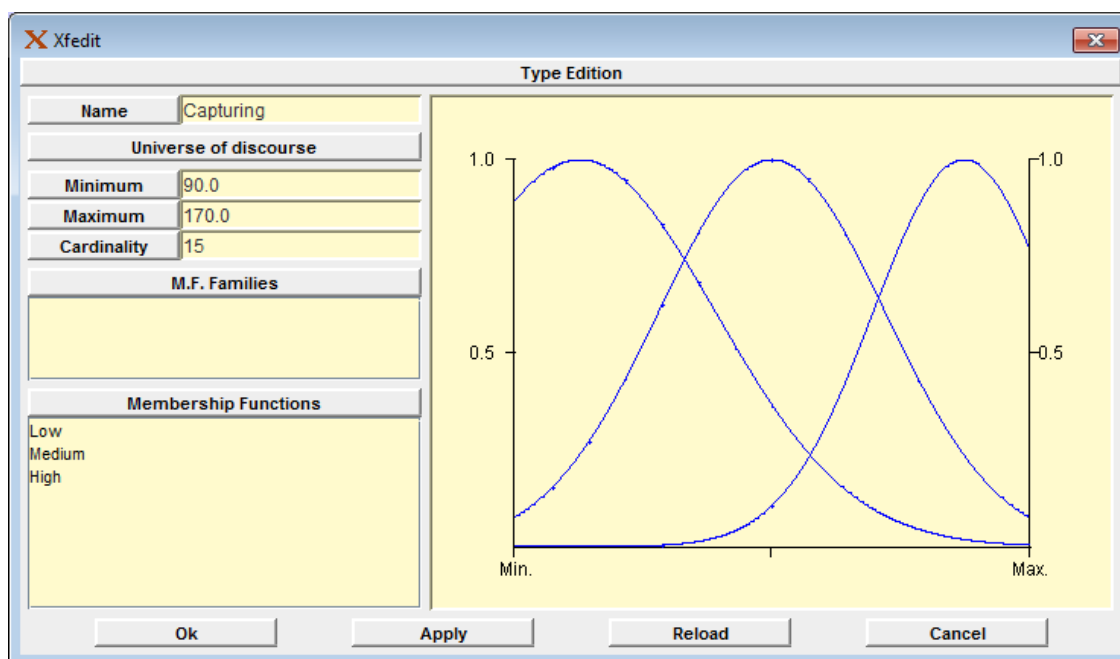 Xfedit
Type Edition
Name Capturing
Universe of discourse
Minimum 90.0
Maximum 170.0
Cardinality 15
M.F. Families
Membership Functions
Low
Medium
High
1.0 1.0
0.5 0.5
Min. Max.
Ok Apply Reload Cancel